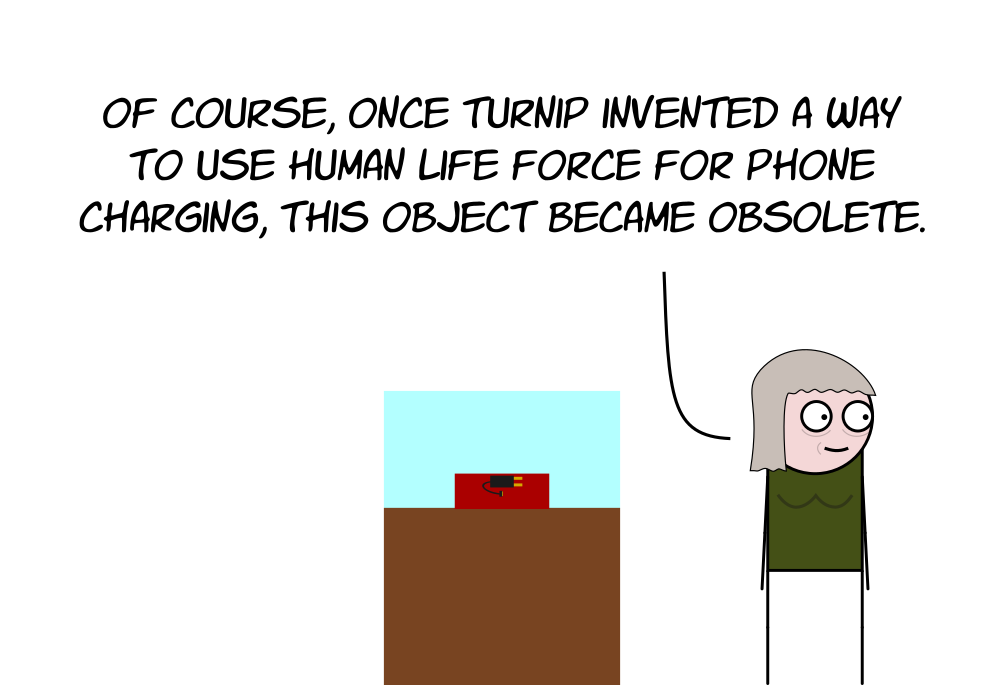 OF COURSE, ONCE TURNIP INVENTED A WAY
TO USE HUMAN LIFE FORCE FOR PHONE
CHARGING, THIS OBJECT BECAME OBSOLETE.